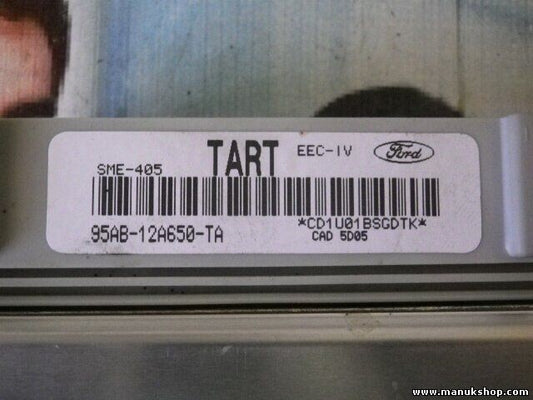 TART EEC-IV Ford
SME-405
*CD1U01BSGDTK*
95AB-12A650-TA
CAD 5D05
www.manukshop.com